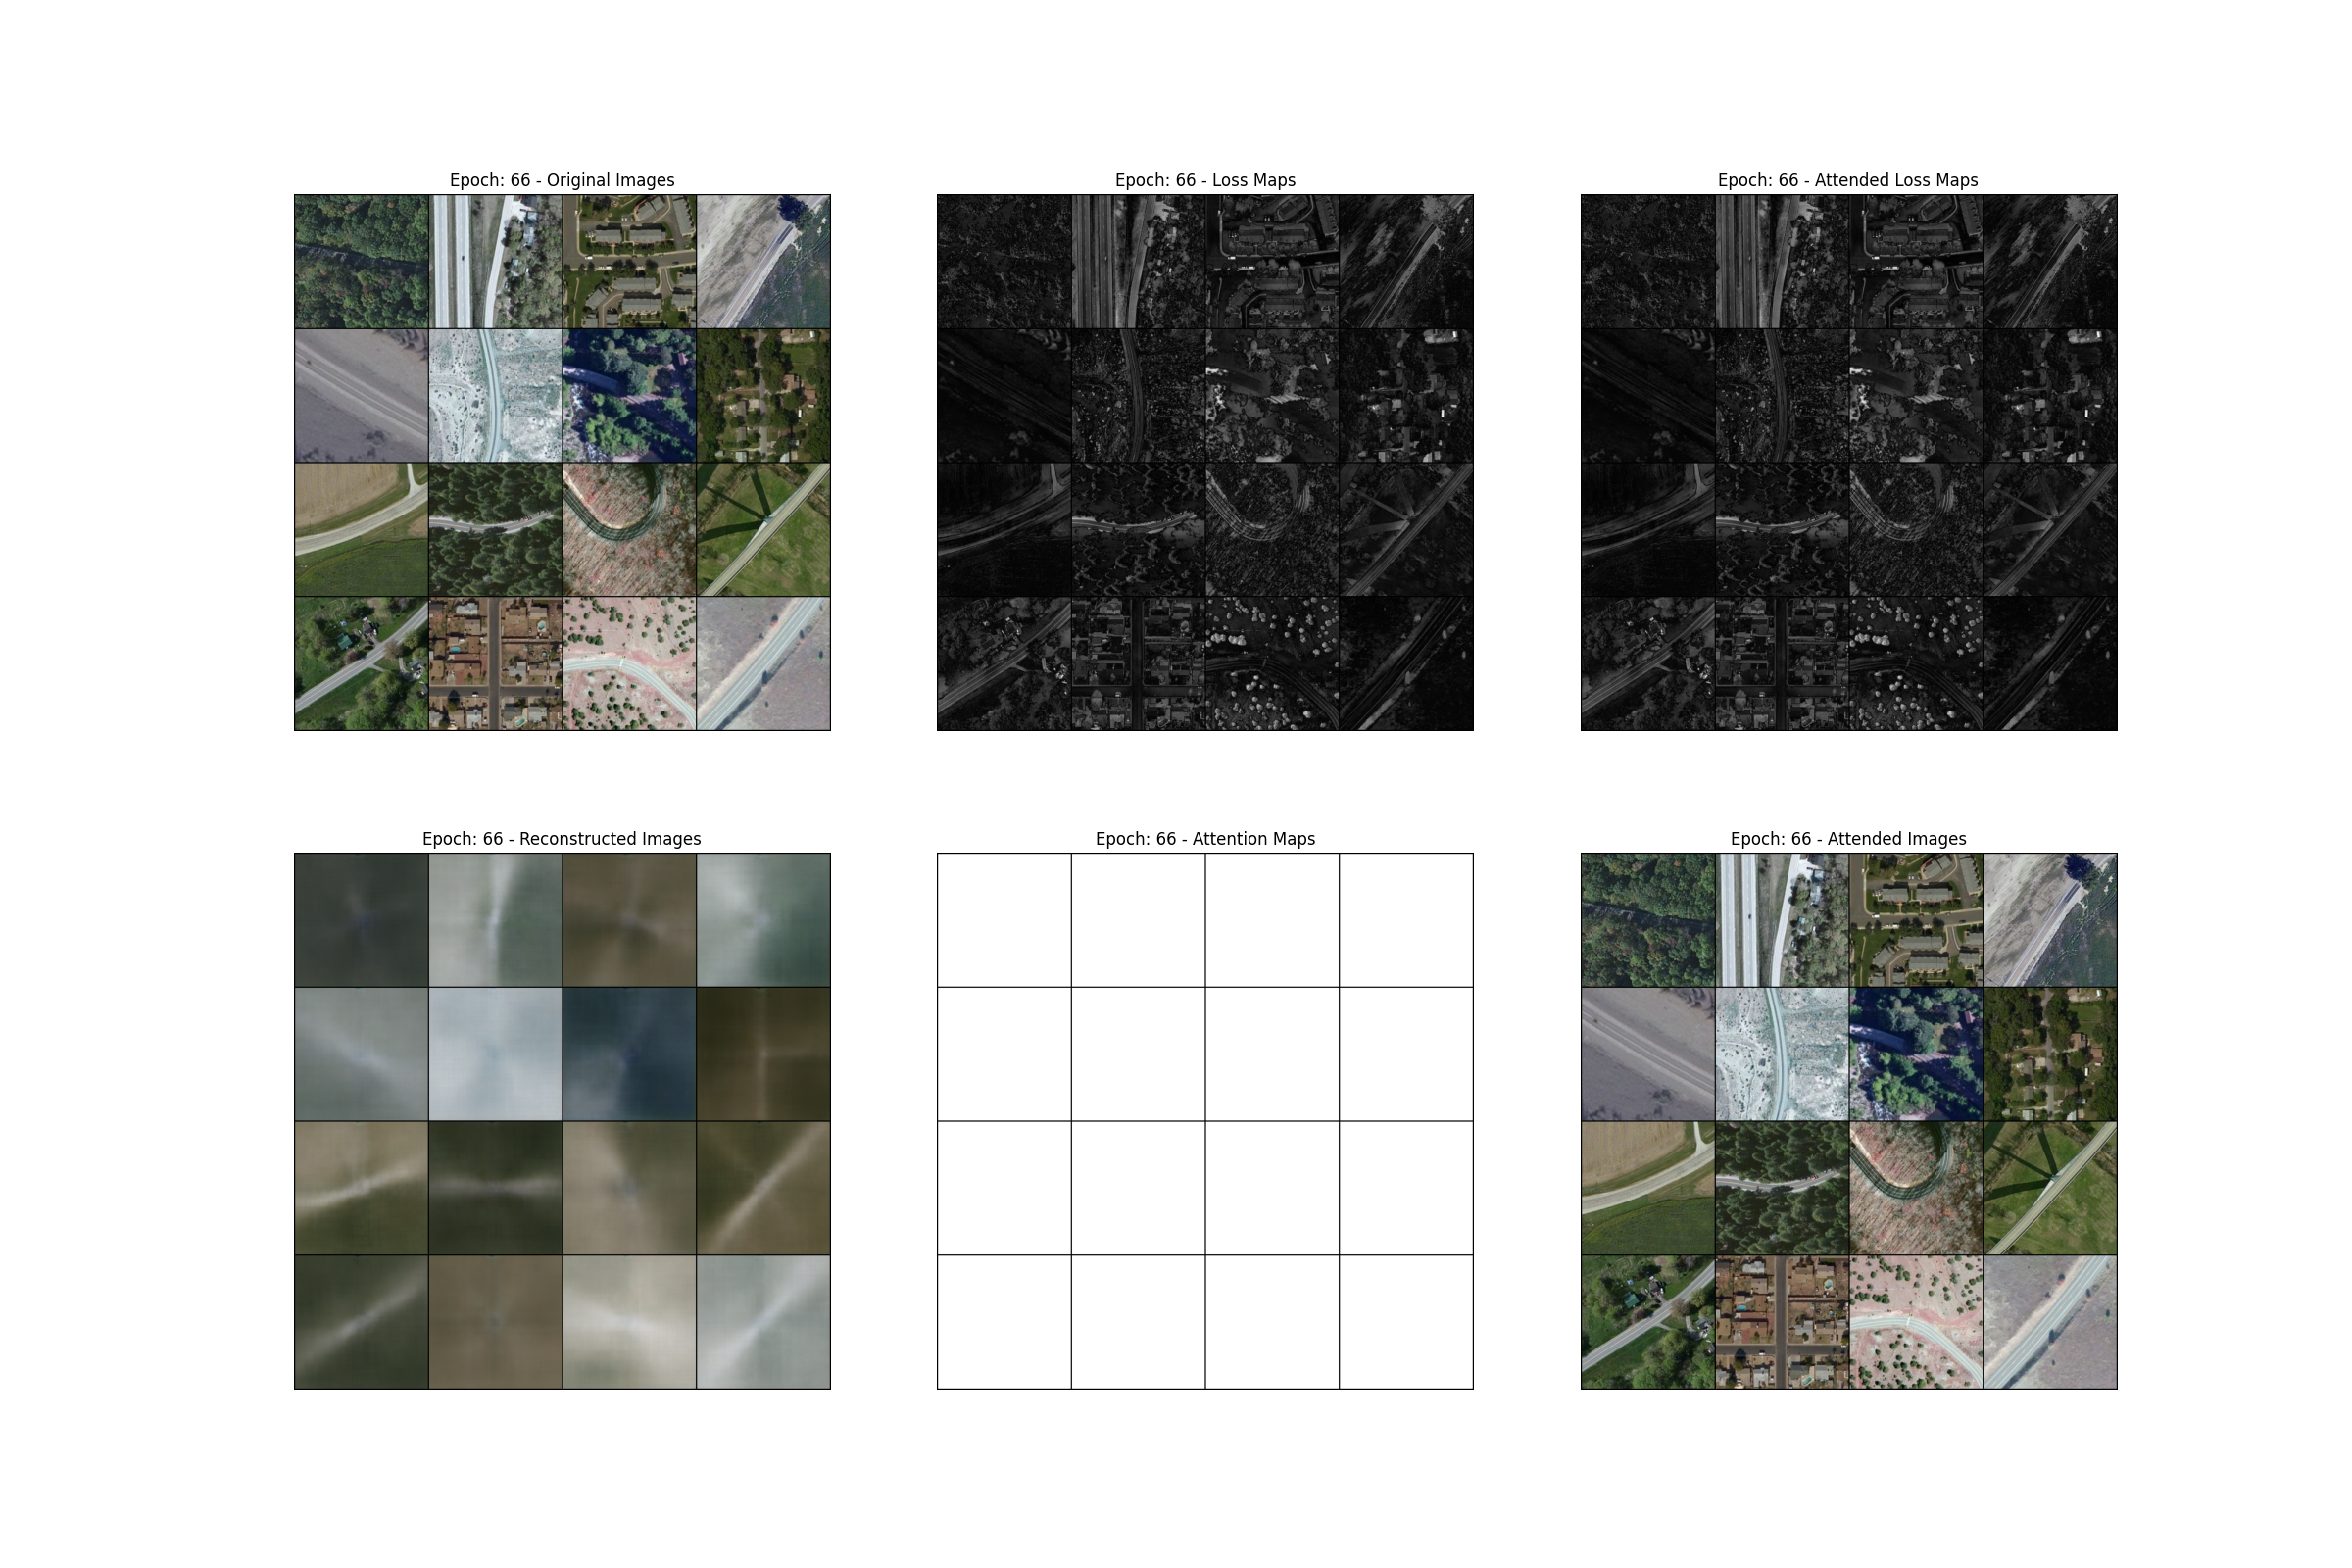 Epoch: 66 - Original Images
Epoch: 66 - Loss Maps
Epoch: 66 - Attended Loss Maps
Epoch: 66 - Reconstructed Images
Epoch: 66 - Attention Maps
Epoch: 66 - Attended Images